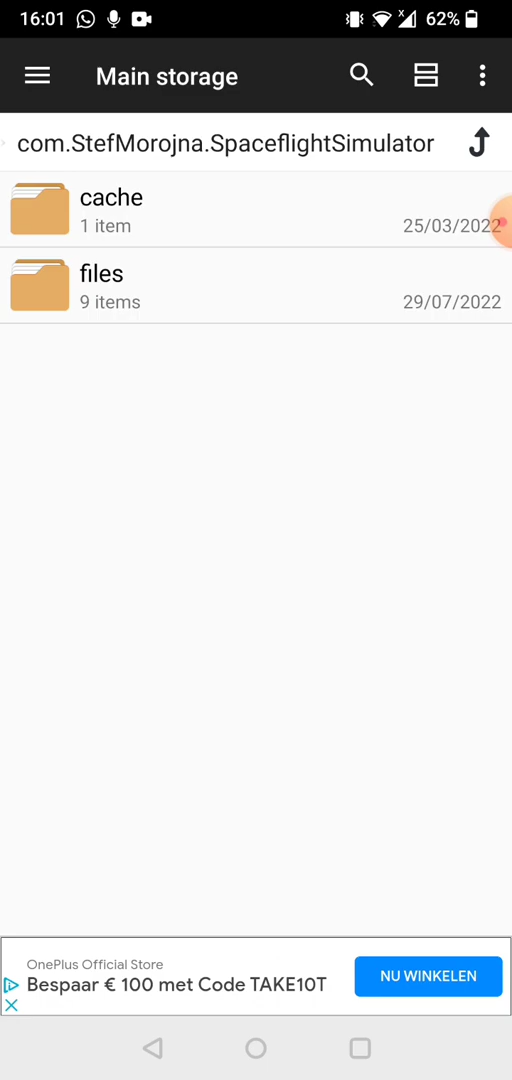 16:01 62%
Main storage
com.StefMorojna.SpaceflightSimulator
cache
1 item 25/03/2022
files
9 items 29/07/2022
OnePlus Official Store
Bespaar € 100 met Code TAKE10T
NU WINKELEN